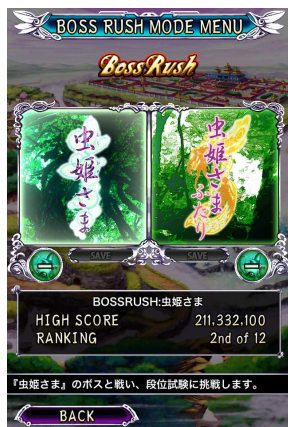 BOSS RUSH MODE MENU
Boss Rush
虫姫さま
虫姫さま
ふたり
SAVE
SAVE
BOSSRUSH:虫姫さま
HIGH SCORE 211,332,100
RANKING 2nd of 12
『虫姫さま』のボスと戦い、段位試験に挑戦します。
BACK